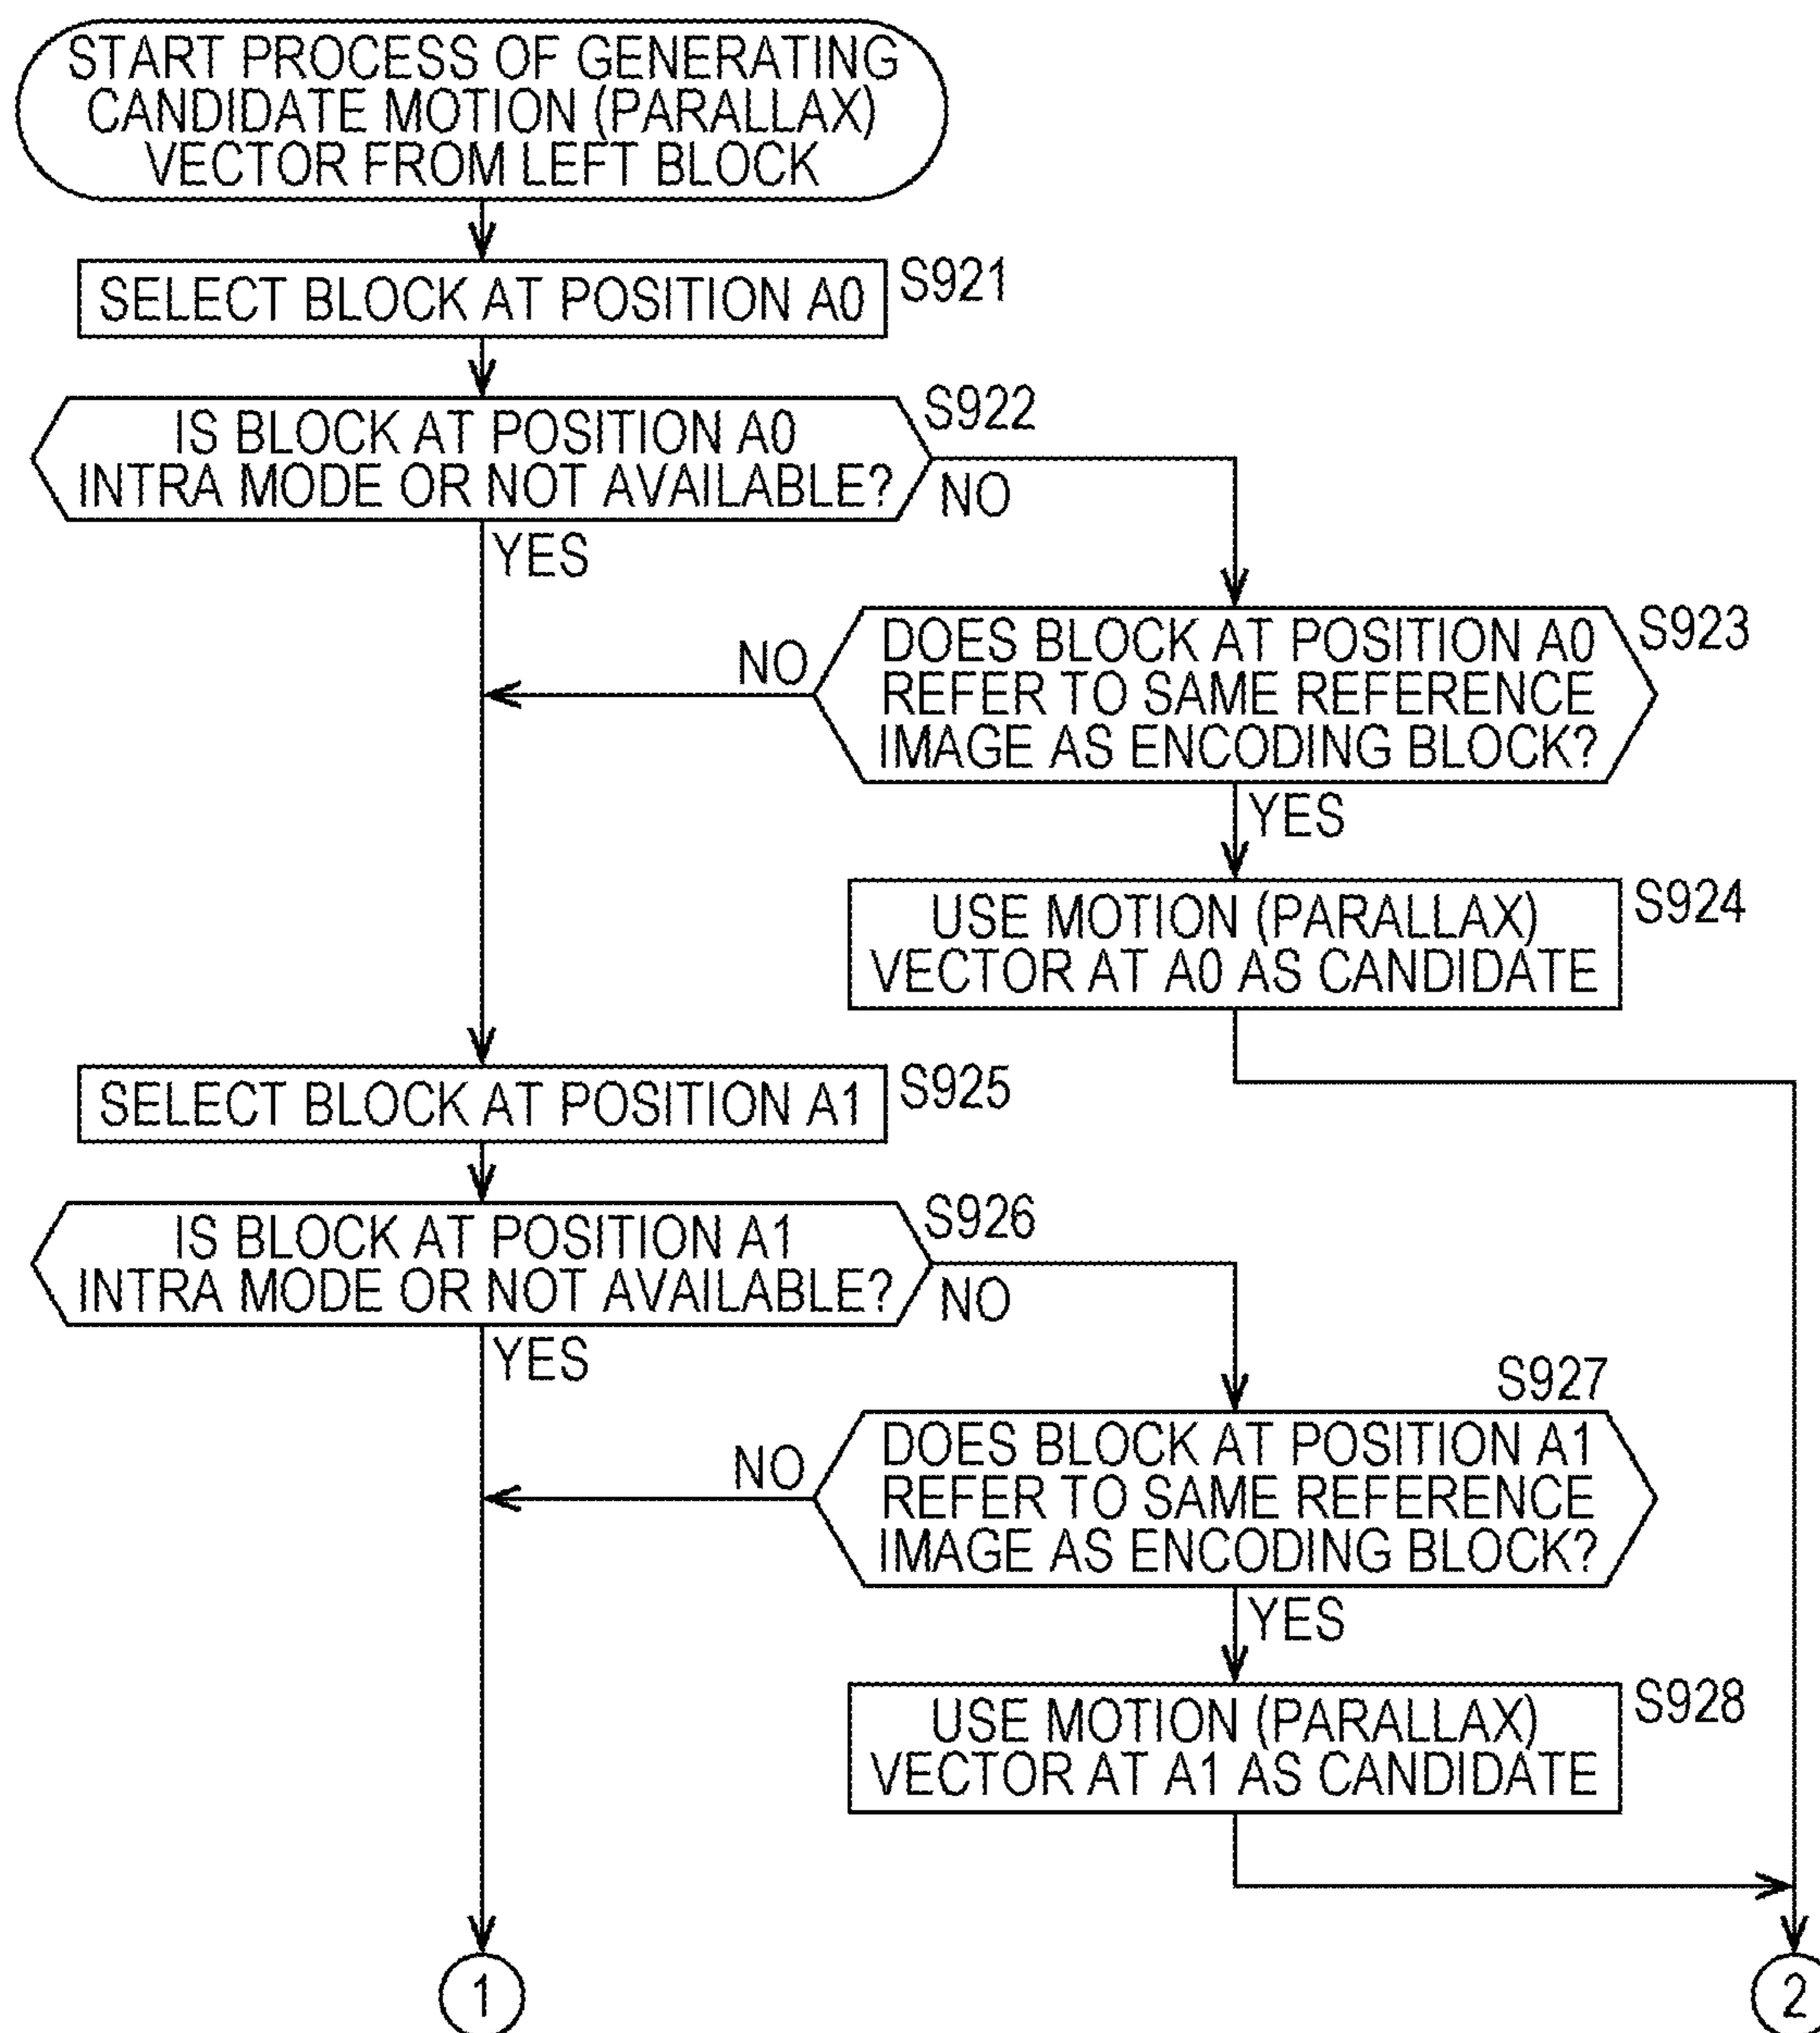 START PROCESS OF GENERATING
CANDIDATE MOTION (PARALLAX)
VECTOR FROM LEFT BLOCK
SELECT BLOCK AT POSITION A0
S921
IS BLOCK AT POSITION A0
INTRA MODE OR NOT AVAILABLE?
S922
NO
YES
DOES BLOCK AT POSITION A0
REFER TO SAME REFERENCE
IMAGE AS ENCODING BLOCK?
S923
NO
YES
USE MOTION (PARALLAX)
VECTOR AT A0 AS CANDIDATE
S924
SELECT BLOCK AT POSITION A1
S925
IS BLOCK AT POSITION A1
INTRA MODE OR NOT AVAILABLE?
S926
NO
YES
S927
DOES BLOCK AT POSITION A1
REFER TO SAME REFERENCE
IMAGE AS ENCODING BLOCK?
NO
YES
USE MOTION (PARALLAX)
VECTOR AT A1 AS CANDIDATE
S928
1
2